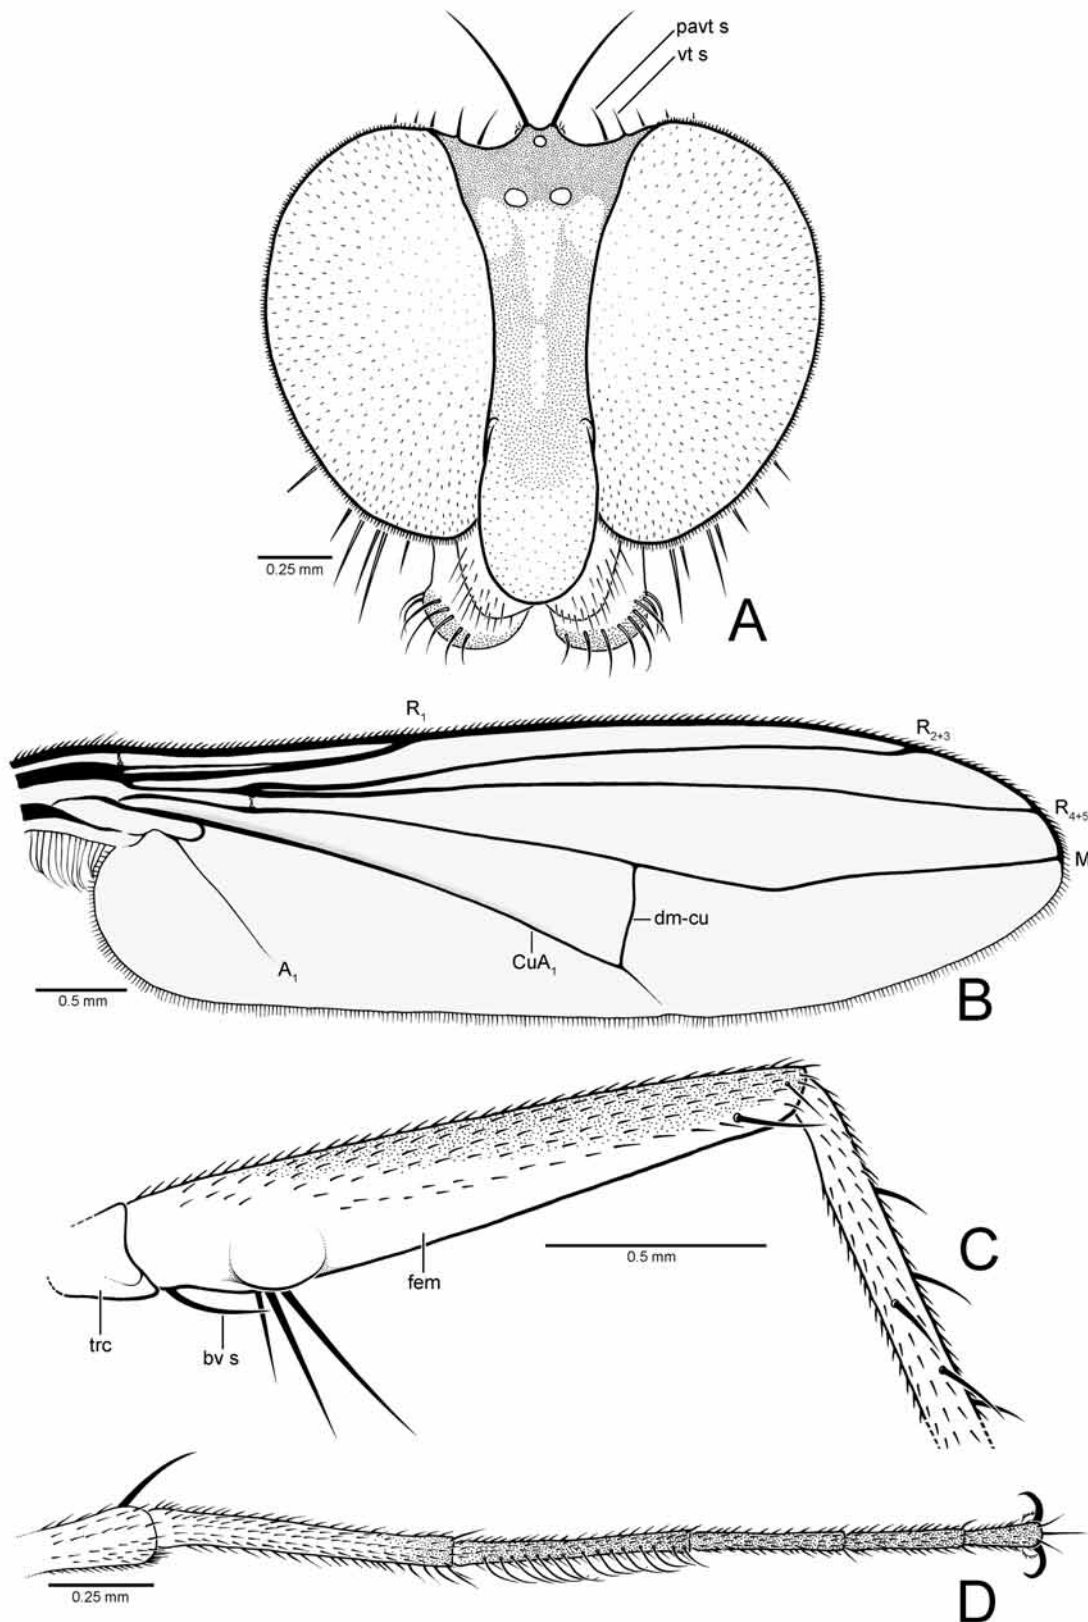 pavt s
vt s
0.25 mm
A
R₁
R₂₊₃
R₄₊₅
M
dm-cu
CuA₁
A₁
0.5 mm
B
C
0.5 mm
fem
trc
bv s
0.25 mm
D